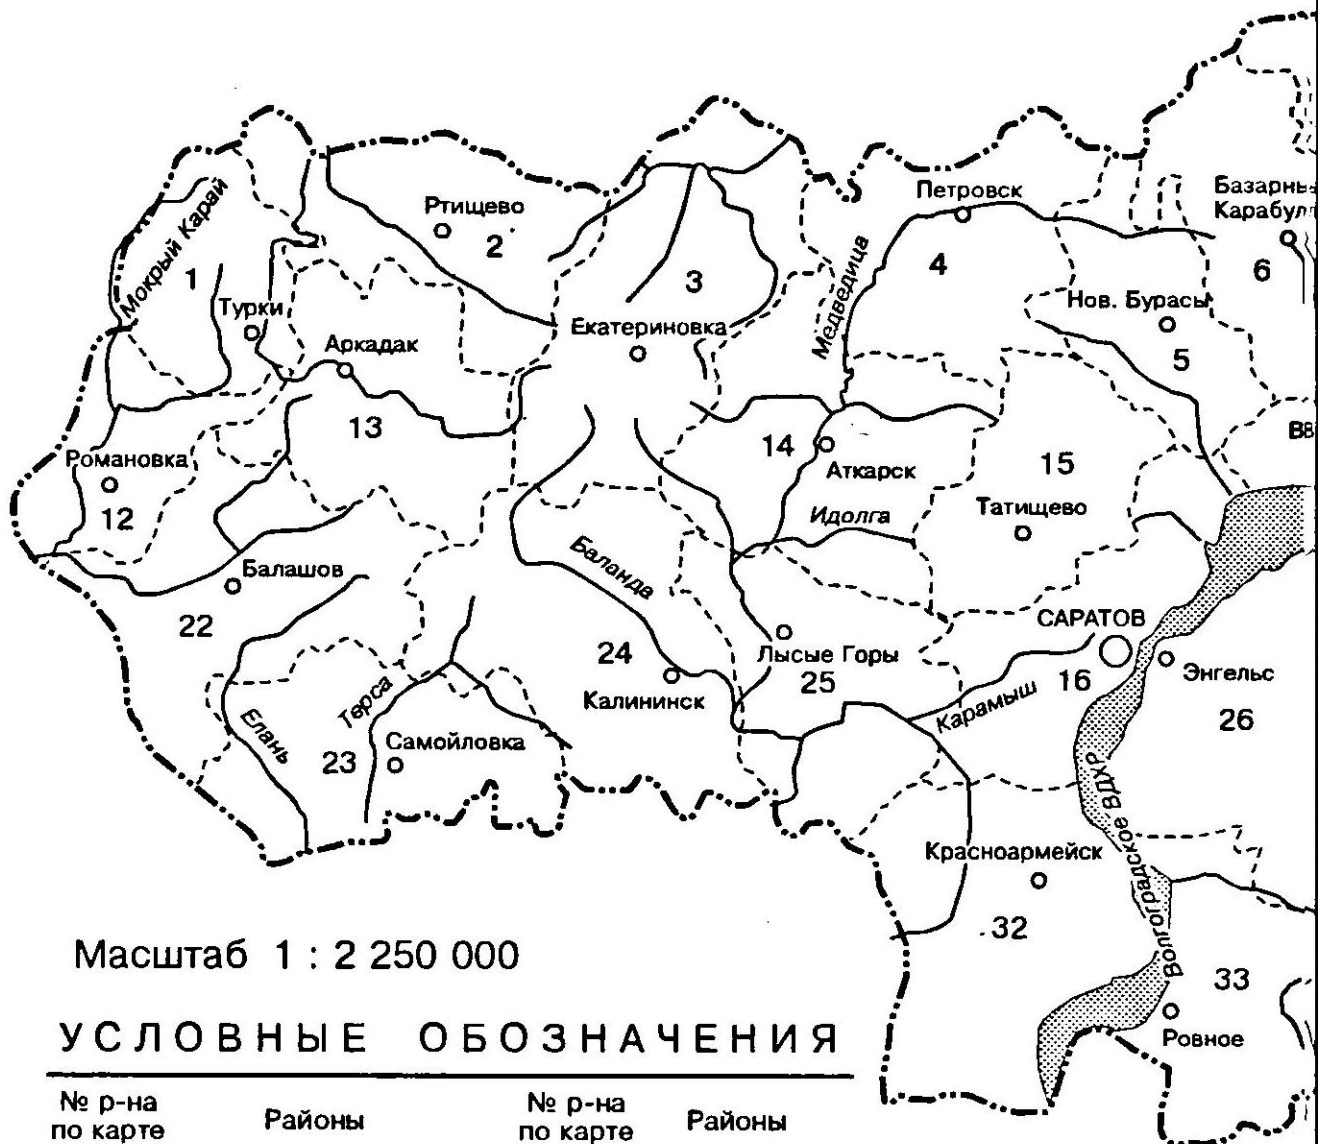 Петровск
Базарны
Карабул
Ртищево
2
4
Мокрый Карай
1
3
Медведица
6
Турки
Нов. Бурасы
Екатериновка
Аркадак
5
13
14
15
В8
Романовка
Аткарск
12
Идолга
Татищево
Баланда
Балашов
22
САРАТОВ
24
Лысые Горы
Энгельс
25
16
Калининск
Карамыш
26
Терса
Елань
Самойловка
23
Волгоградское ВДХР
Красноармейск
32
33
Ровное
Масштаб 1 : 2 250 000
УСЛОВНЫЕ ОБОЗНАЧЕНИЯ
№ р-на
по карте
Районы
№ р-на
по карте
Районы